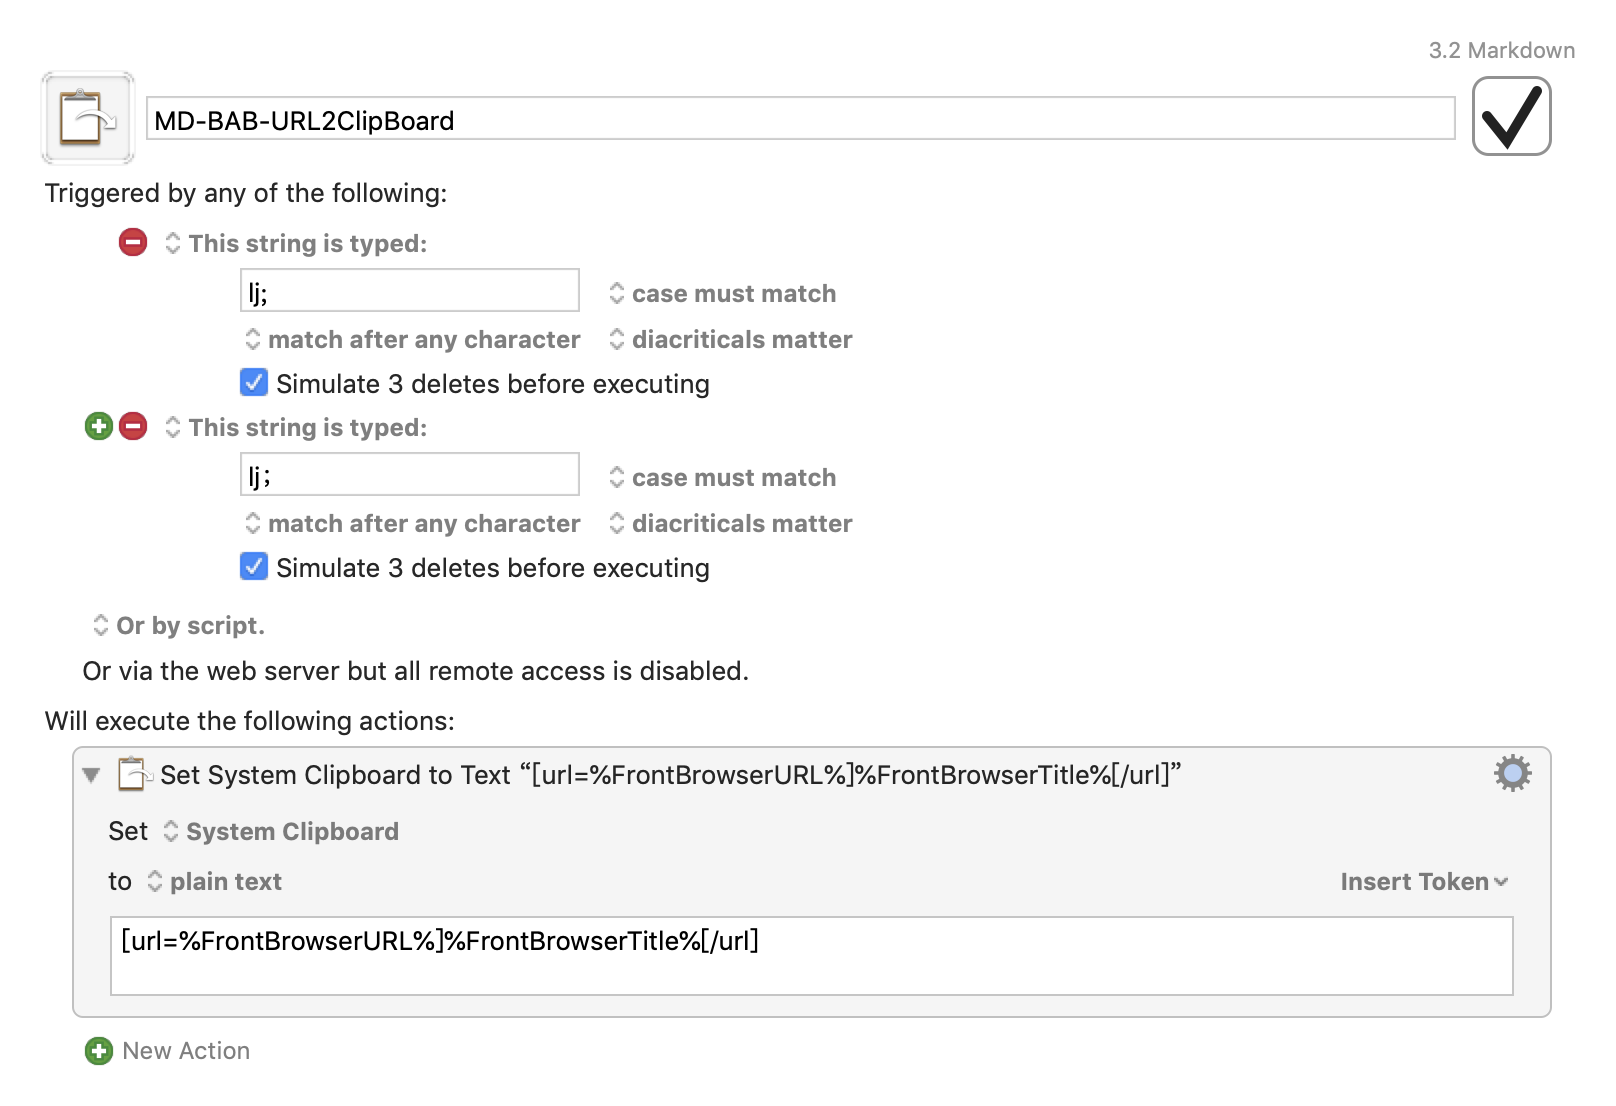 3.2 Markdown
MD-BAB-URL2ClipBoard
Triggered by any of the following:
This string is typed:
lj; case must match
match after any character diacriticals matter
Simulate 3 deletes before executing
This string is typed:
lj； case must match
match after any character diacriticals matter
Simulate 3 deletes before executing
Or by script.
Or via the web server but all remote access is disabled.
Will execute the following actions:
Set System Clipboard to Text “[url=%FrontBrowserURL%]%FrontBrowserTitle%[/url]”
Set System Clipboard
to plain text Insert Token
[url=%FrontBrowserURL%]%FrontBrowserTitle%[/url]
New Action